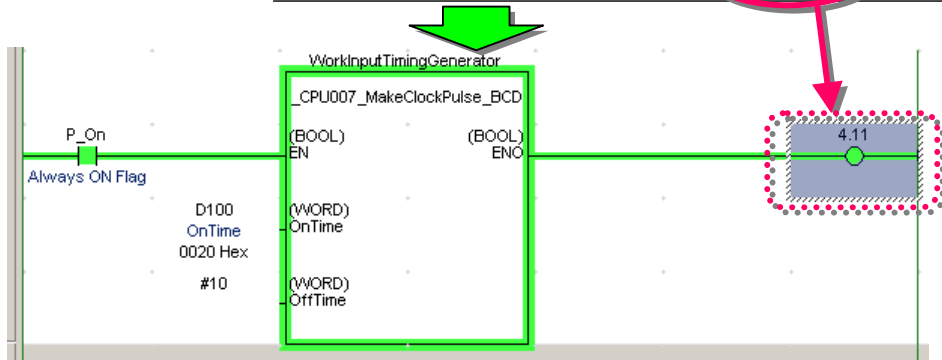 WorkInputTimingGenerator
_CPU007_MakeClockPulse_BCD
P_On
(BOOL) (BOOL)
EN ENO
4.11
Always ON Flag
D100 (WORD)
OnTime OnTime
0020 Hex
#10 (WORD)
OffTime